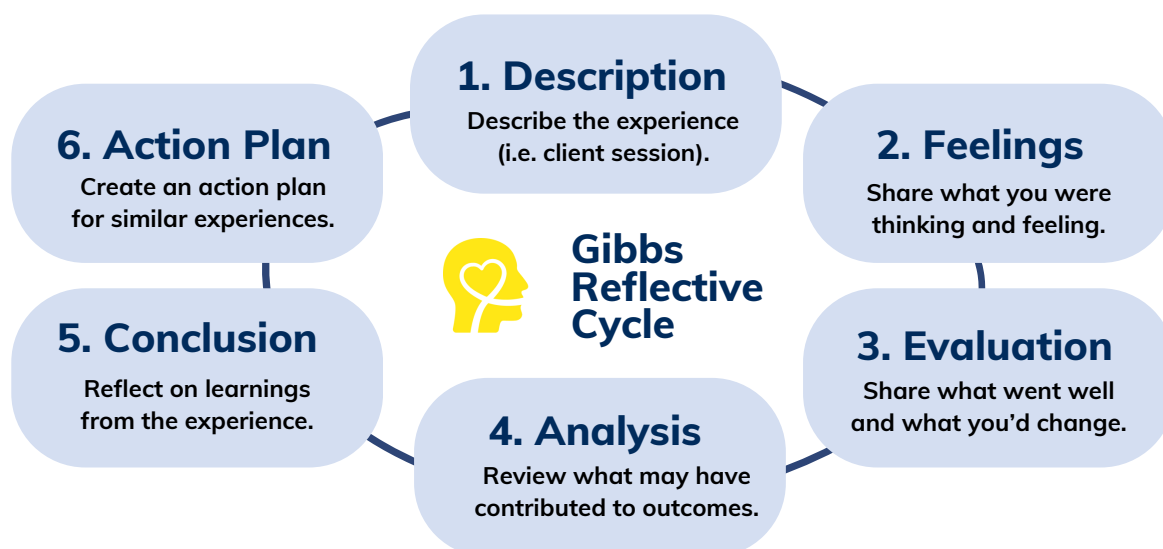 1. Description
Describe the experience
(i.e. client session).
2. Feelings
Share what you were
thinking and feeling.
3. Evaluation
Share what went well
and what you’d change.
4. Analysis
Review what may have
contributed to outcomes.
5. Conclusion
Reflect on learnings
from the experience.
6. Action Plan
Create an action plan
for similar experiences.
Gibbs
Reflective
Cycle